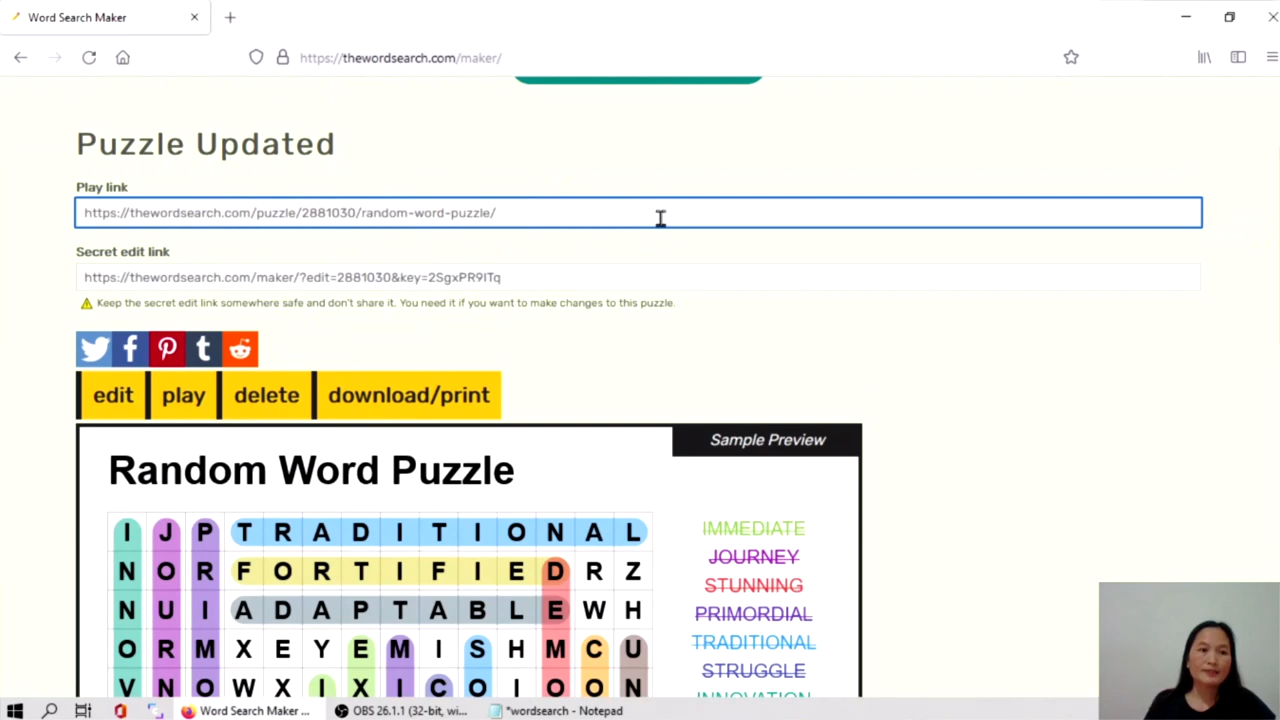 Word Search Maker
https://thewordsearch.com/maker/
Puzzle Updated
Play link
https://thewordsearch.com/puzzle/2881030/random-word-puzzle/
Secret edit link
https://thewordsearch.com/maker/?edit=2881030&key=2SgxPR9ITq
Keep the secret edit link somewhere safe and don't share it. You need it if you want to make changes to this puzzle.
edit play delete download/print
Sample Preview
Random Word Puzzle
I J P T R A D I T I O N A L
N O R F O R T I F I E D R Z
N U I A D A P T A B L E W H
O R M X E Y E M I S H M C U
V N O W X I X I C O I O O N
IMMEDIATE
JOURNEY
STUNNING
PRIMORDIAL
TRADITIONAL
STRUGGLE
INNOVATION
Word Search Maker ...
OBS 26.1.1 (32-bit, wi...
*wordsearch - Notepad